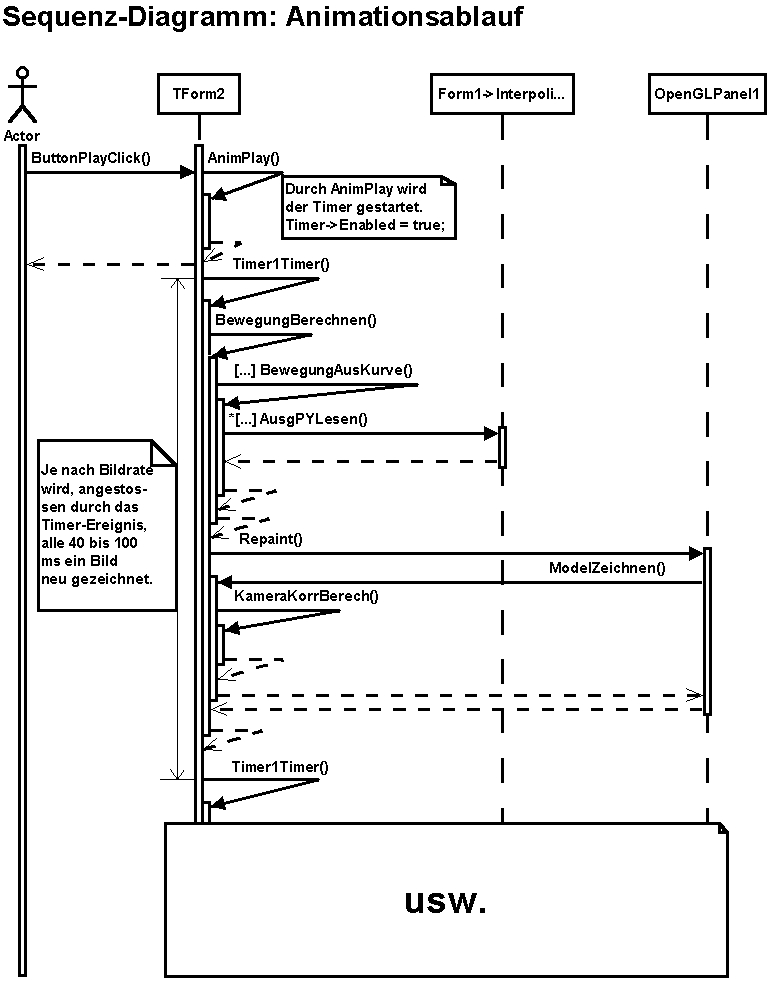 Sequenz-Diagramm: Animationsablauf
TForm2
Form1->Interpoli...
OpenGLPanel1
Actor
ButtonPlayClick()
AnimPlay()
Durch AnimPlay wird
der Timer gestartet.
Timer->Enabled = true;
Timer1Timer()
BewegungBerechnen()
[...] BewegungAusKurve()
*[...] AusgPYLesen()
Je nach Bildrate
wird, angestos-
sen durch das
Timer-Ereignis,
alle 40 bis 100
ms ein Bild
neu gezeichnet.
Repaint()
ModelZeichnen()
KameraKorrBerech()
Timer1Timer()
usw.